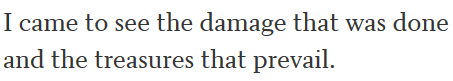 I came to see the damage that was done
and the treasures that prevail.